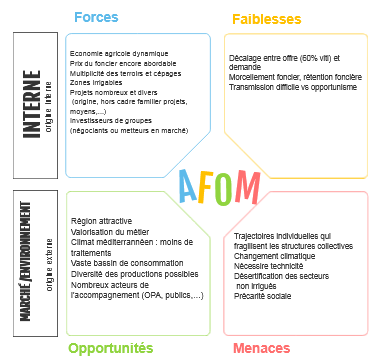 Forces
Faiblesses
INTERNE
origine interne
Economie agricole dynamique
Prix du foncier encore abordable
Multiplicité des terroirs et cépages
Zones irrigables
Projets nombreux et divers
(origine, hors cadre familier projets,
moyens,...)
Investisseurs de groupes
(négociants ou metteurs en marché)
Décalage entre offre (60% viti) et
demande
Morcellement foncier, rétention foncière
Transmission difficile vs opportunisme
AFOM
MARCHÉ /ENVIRONNEMENT
origine externe
Région attractive
Valorisation du métier
Climat méditerrannéen : moins de
traitements
Vaste bassin de consommation
Diversité des productions possibles
Nombreux acteurs de
l'accompagnement (OPA, publics,...)
Trajectoires individuelles qui
fragilisent les structures collectives
Changement climatique
Nécessire technicité
Désertification des secteurs
non irrigués
Précarité sociale
Opportunités
Menaces